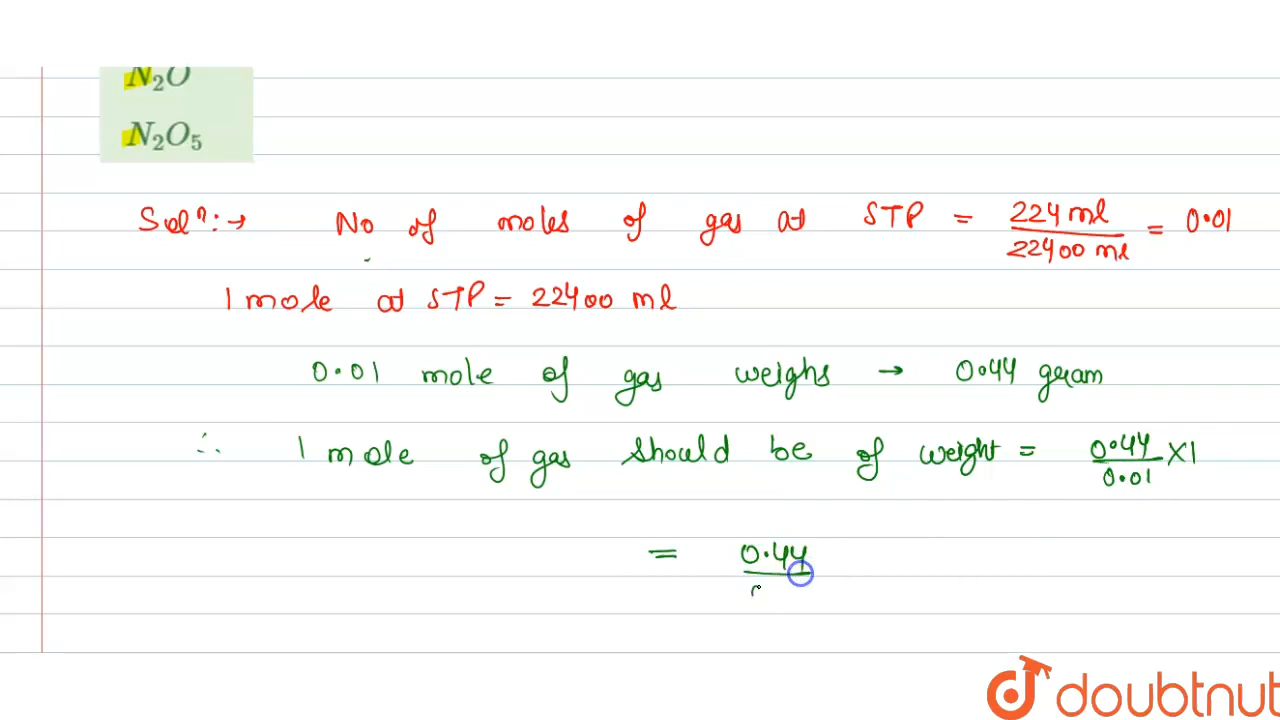 N₂O
N₂O₅
Solⁿ:→ No of moles of gas at STP = 224 ml / 22400 ml = 0.01
1 mole at STP = 22400 ml
0.01 mole of gas weighs → 0.44 gram
∴ 1 mole of gas should be of weight = 0.44 / 0.01 X 1
= 0.44
doubtnut